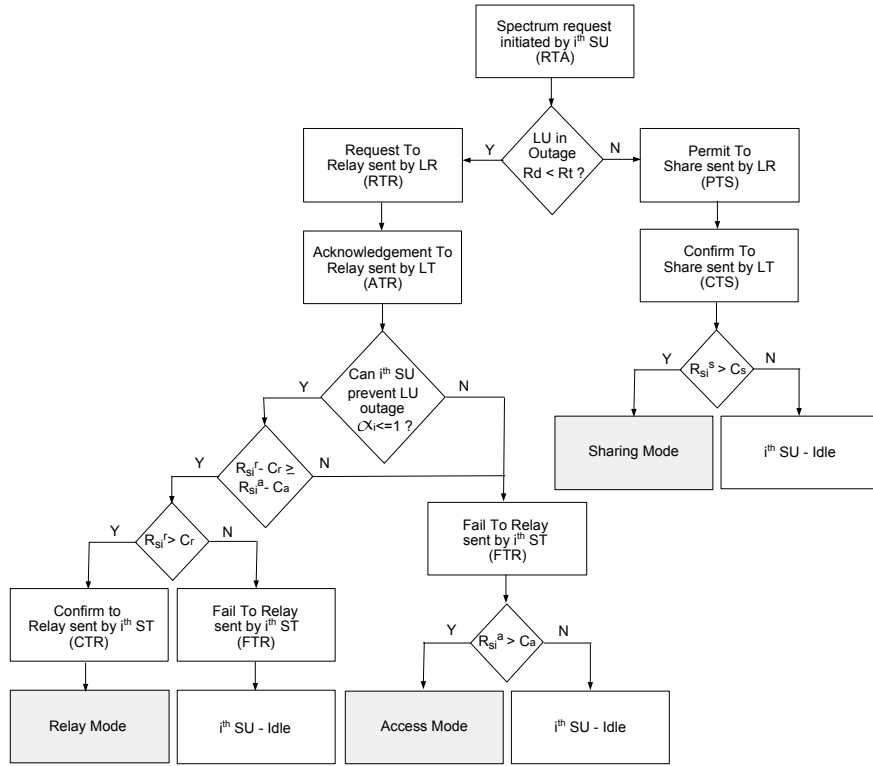 Spectrum request
initiated by iᵗʰ SU
(RTA)
LU in
Outage
Rd < Rt ?
Y
N
Request To
Relay sent by LR
(RTR)
Permit To
Share sent by LR
(PTS)
Acknowledgement To
Relay sent by LT
(ATR)
Confirm To
Share sent by LT
(CTS)
Can iᵗʰ SU
prevent LU
outage
αi<=1 ?
Y
N
Rsiˢ > Cs
Y
N
Sharing Mode
iᵗʰ SU - Idle
Rsiʳ- Cr ≥
Rsiᵃ- Ca
Y
N
Rsiʳ> Cr
Y
N
Fail To Relay
sent by iᵗʰ ST
(FTR)
Confirm to
Relay sent by iᵗʰ ST
(CTR)
Fail To Relay
sent by iᵗʰ ST
(FTR)
Rsiᵃ > Ca
Y
N
Relay Mode
iᵗʰ SU - Idle
Access Mode
iᵗʰ SU - Idle